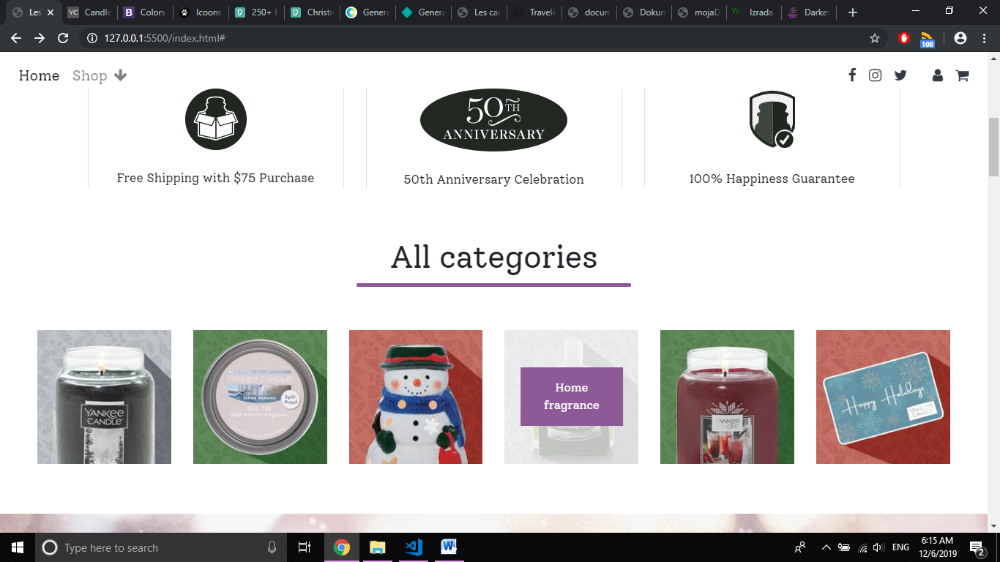 Les
Candle
Colors
Icoons
250+ E
Christm
Genera
Genera
Les car
Travele
docum
Dokun
mojaD
Izrada
Darker
127.0.0.1:5500/index.html#
100
Home
Shop
50TH
ANNIVERSARY
Free Shipping with $75 Purchase
50th Anniversary Celebration
100% Happiness Guarantee
All categories
YANKEE
CANDLE
YANKEE CANDLE
ALPINE MORNING
Spill-
Proof
GEL TIN
High Intensity Fragrance
Home
fragrance
YANKEE
CANDLE
Happy Holidays
YANKEE
CANDLE
Type here to search
ENG
6:15 AM
12/6/2019
2